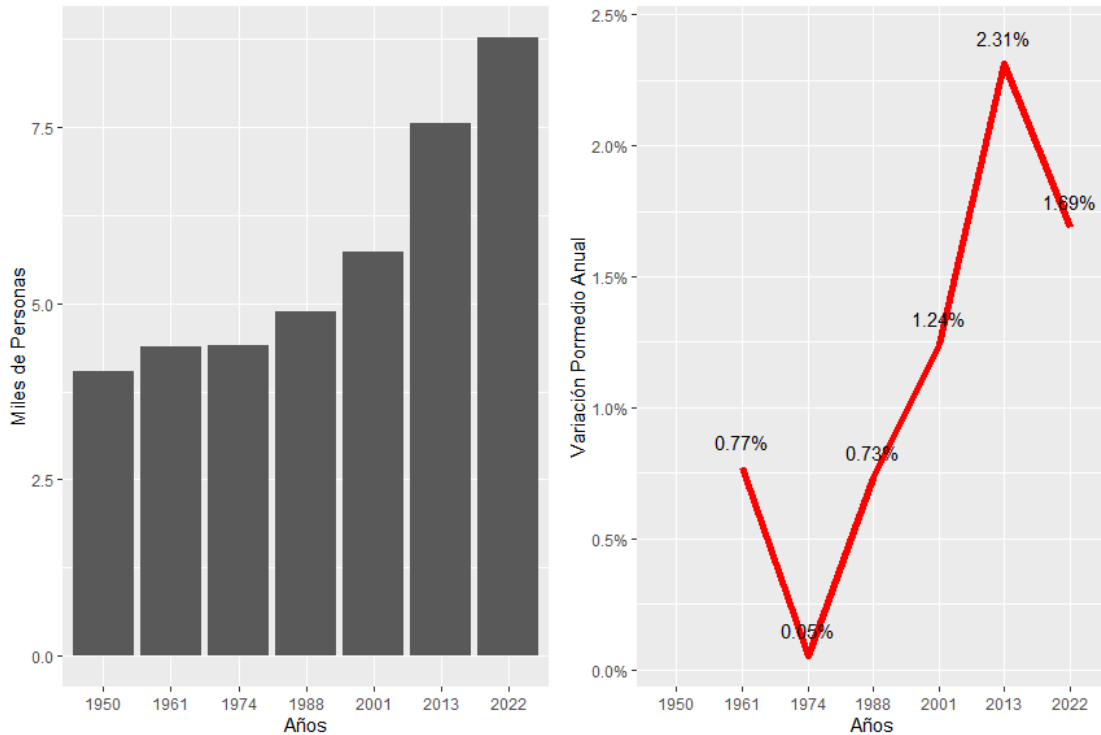 7.5
5.0
2.5
0.0
Miles de Personas
1950 1961 1974 1988 2001 2013 2022
Años
2.5%
2.0%
1.5%
1.0%
0.5%
0.0%
Variación Pormedio Anual
0.77%
0.05%
0.73%
1.24%
2.31%
1.69%
1950 1961 1974 1988 2001 2013 2022
Años